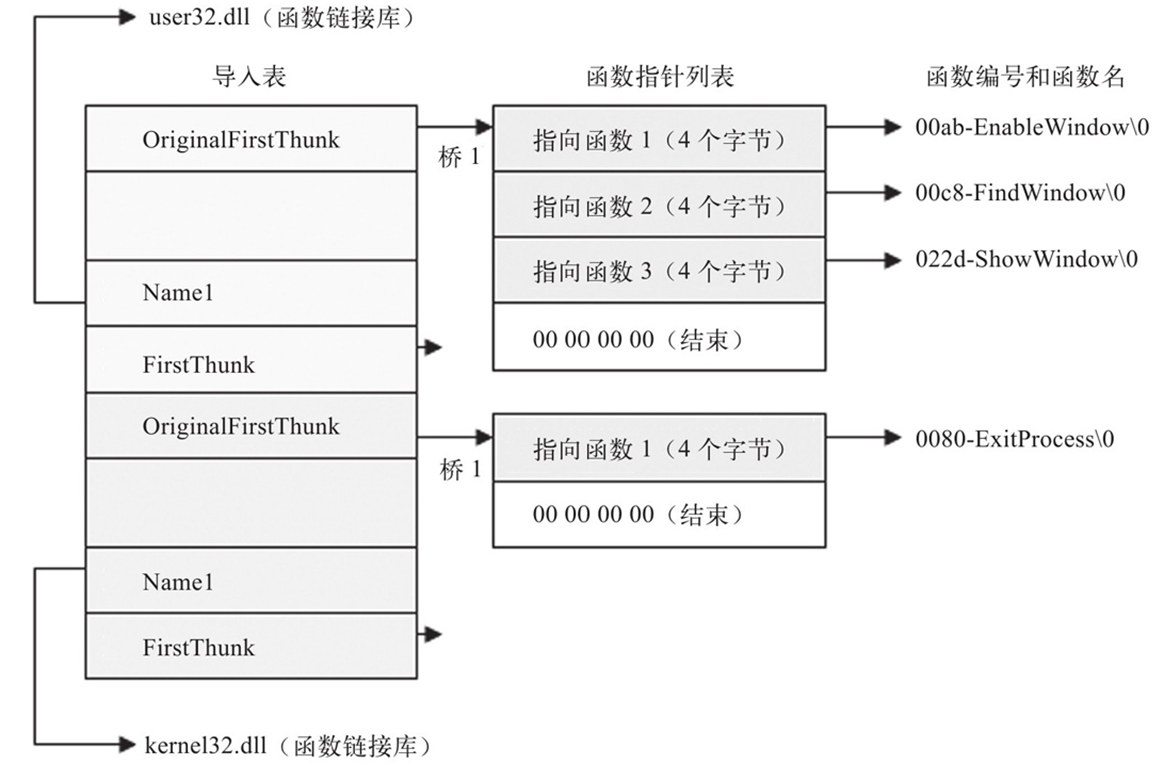 user32.dll（函数链接库）
导入表
函数指针列表
函数编号和函数名
OriginalFirstThunk
桥 1
指向函数 1（4 个字节）
00ab-EnableWindow\0
指向函数 2（4 个字节）
00c8-FindWindow\0
指向函数 3（4 个字节）
022d-ShowWindow\0
Name1
00 00 00 00（结束）
FirstThunk
OriginalFirstThunk
桥 1
指向函数 1（4 个字节）
0080-ExitProcess\0
00 00 00 00（结束）
Name1
FirstThunk
kernel32.dll（函数链接库）